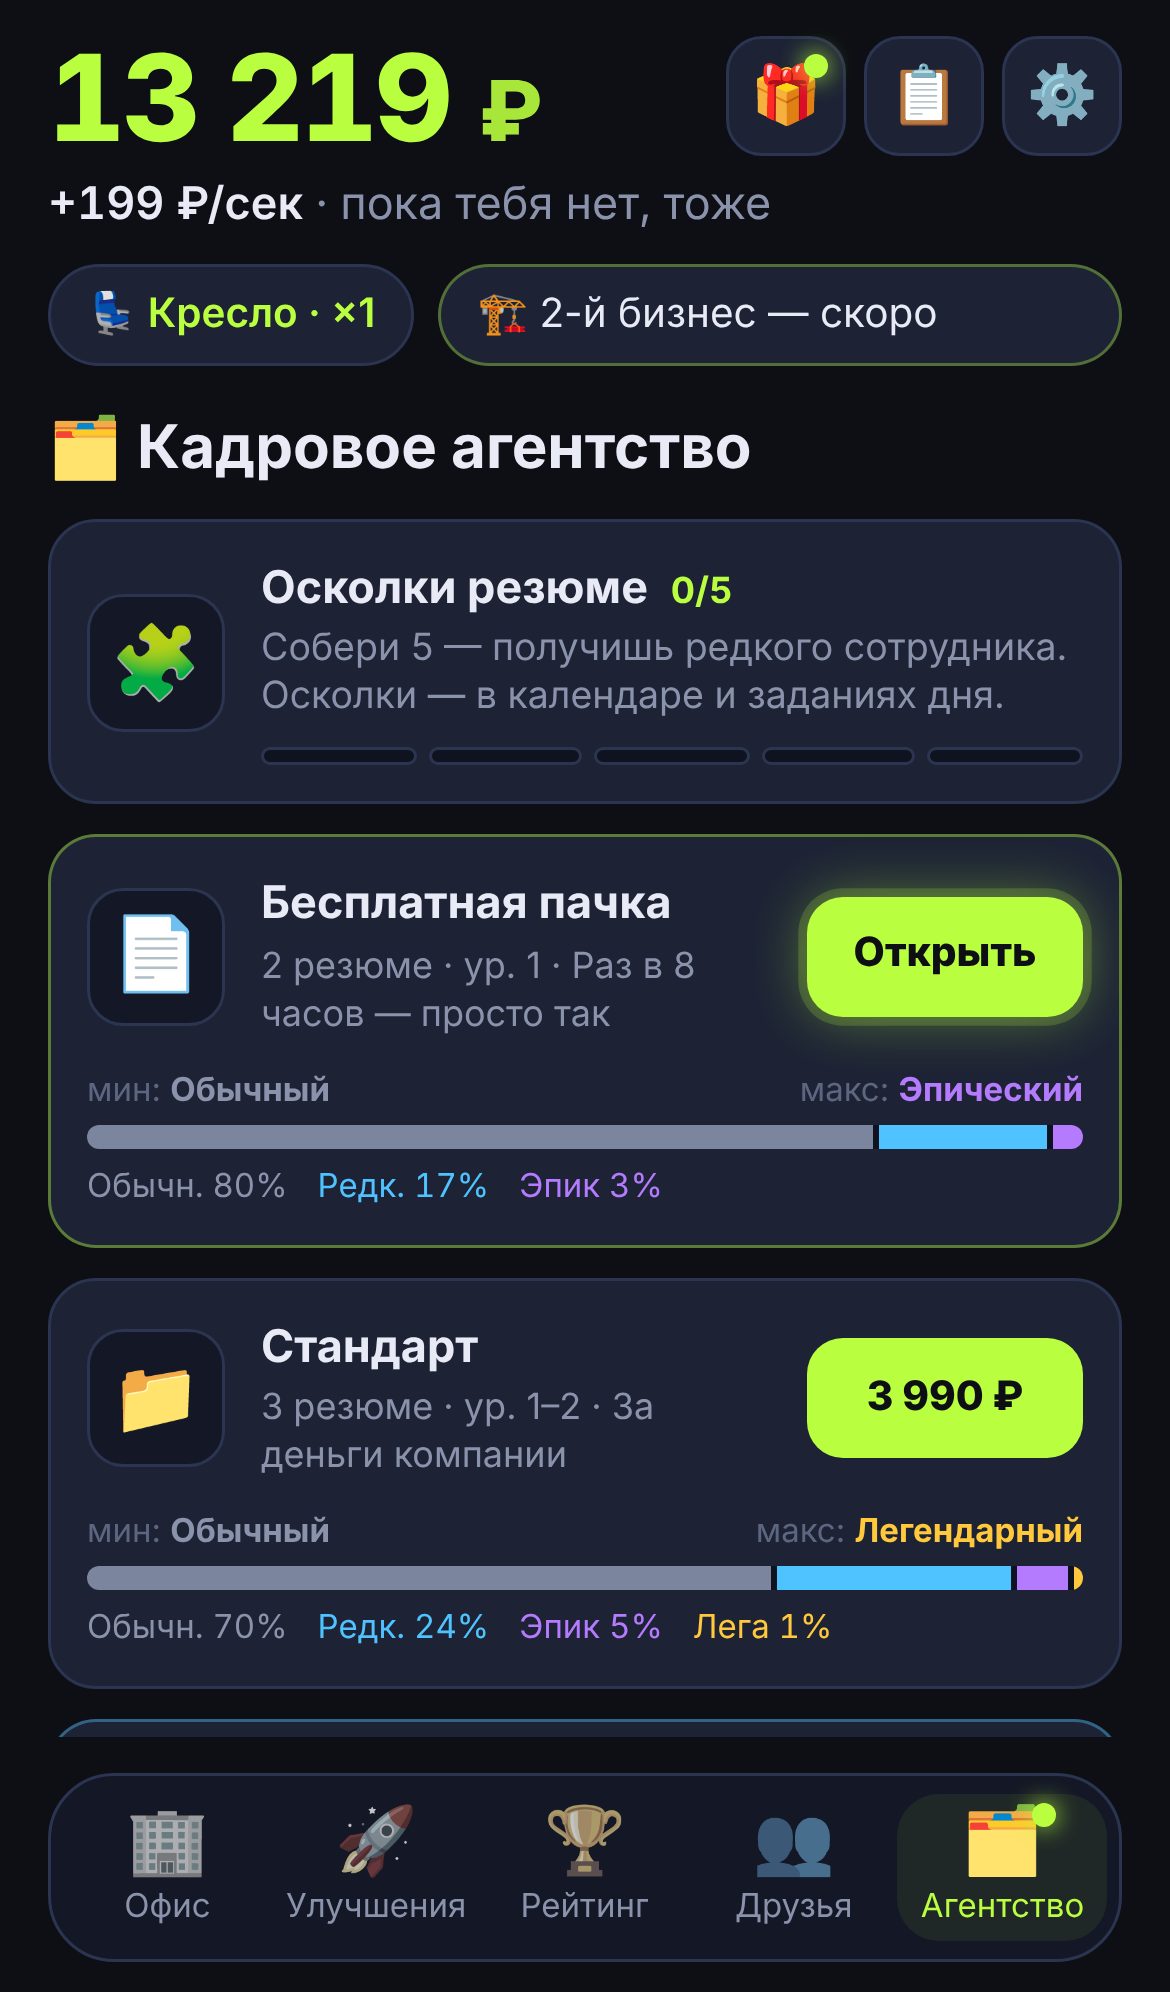 13 219 ₽
+199 ₽/сек · пока тебя нет, тоже
Кресло · ×1
2-й бизнес — скоро
Кадровое агентство
Осколки резюме 0/5
Собери 5 — получишь редкого сотрудника.
Осколки — в календаре и заданиях дня.
Бесплатная пачка
2 резюме · ур. 1 · Раз в 8
часов — просто так
Открыть
мин: Обычный
макс: Эпический
Обычн. 80% Редк. 17% Эпик 3%
Стандарт
3 резюме · ур. 1–2 · За
деньги компании
3 990 ₽
мин: Обычный
макс: Легендарный
Обычн. 70% Редк. 24% Эпик 5% Лега 1%
Офис
Улучшения
Рейтинг
Друзья
Агентство